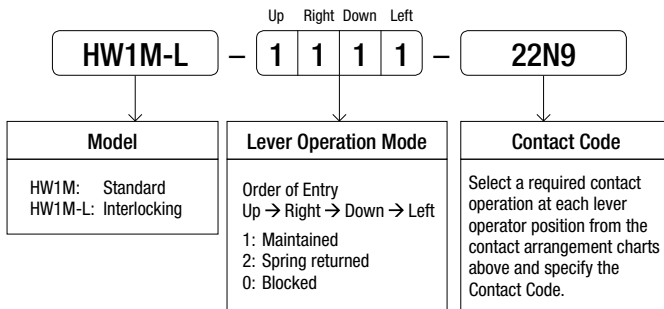 Up Right Down Left
HW1M-L – 1 1 1 1 – 22N9
Model
HW1M: Standard
HW1M-L: Interlocking
Lever Operation Mode
Order of Entry
Up → Right → Down → Left
1: Maintained
2: Spring returned
0: Blocked
Contact Code
Select a required contact
operation at each lever
operator position from the
contact arrangement charts
above and specify the
Contact Code.